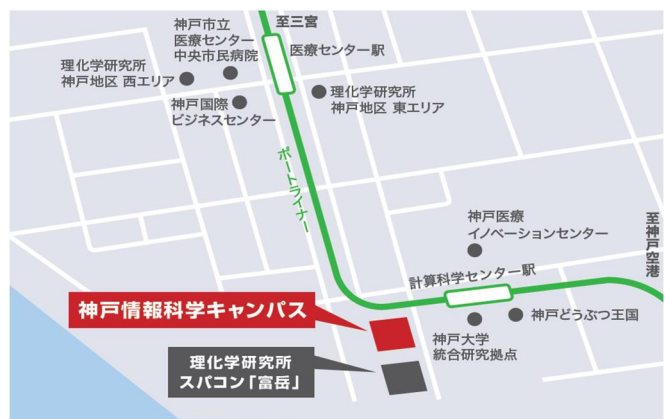 至三宮
神戸市立
医療センター
中央市民病院
医療センター駅
理化学研究所
神戸地区 西エリア
神戸国際
ビジネスセンター
理化学研究所
神戸地区 東エリア
ポートライナー
神戸医療
イノベーションセンター
至神戸空港
計算科学センター駅
神戸情報科学キャンパス
神戸どうぶつ王国
神戸大学
統合研究拠点
理化学研究所
スパコン「富岳」